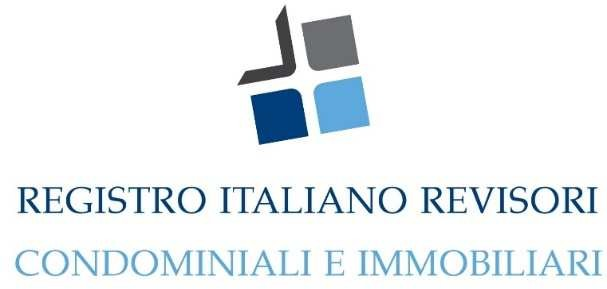 REGISTRO ITALIANO REVISORI
CONDOMINIALI E IMMOBILIARI